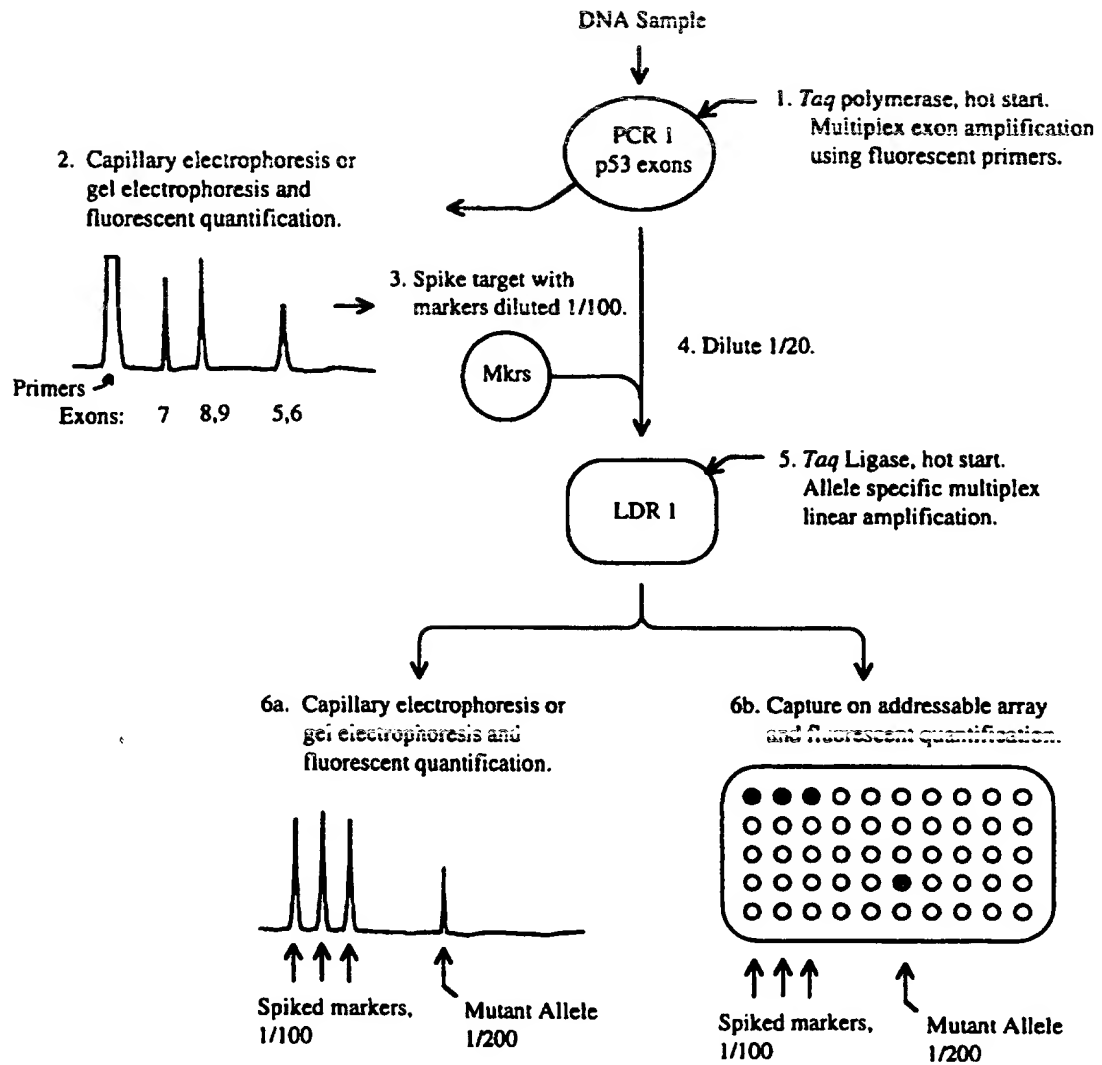 DNA Sample
1. Taq polymerase, hot start.
Multiplex exon amplification
using fluorescent primers.
PCR 1
p53 exons
2. Capillary electrophoresis or
gel electrophoresis and
fluorescent quantification.
3. Spike target with
markers diluted 1/100.
Mkrs
4. Dilute 1/20.
Primers
Exons: 7 8,9 5,6
5. Taq Ligase, hot start.
Allele specific multiplex
linear amplification.
LDR 1
6a. Capillary electrophoresis or
gel electrophoresis and
fluorescent quantification.
6b. Capture on addressable array
and fluorescent quantification.
Spiked markers,
1/100
Mutant Allele
1/200
Spiked markers,
1/100
Mutant Allele
1/200